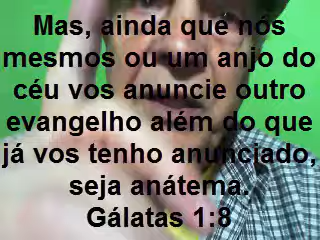 Mas, ainda que nós
mesmos ou um anjo do
céu vos anuncie outro
evangelho além do que
já vos tenho anunciado,
seja anátema.
Gálatas 1:8